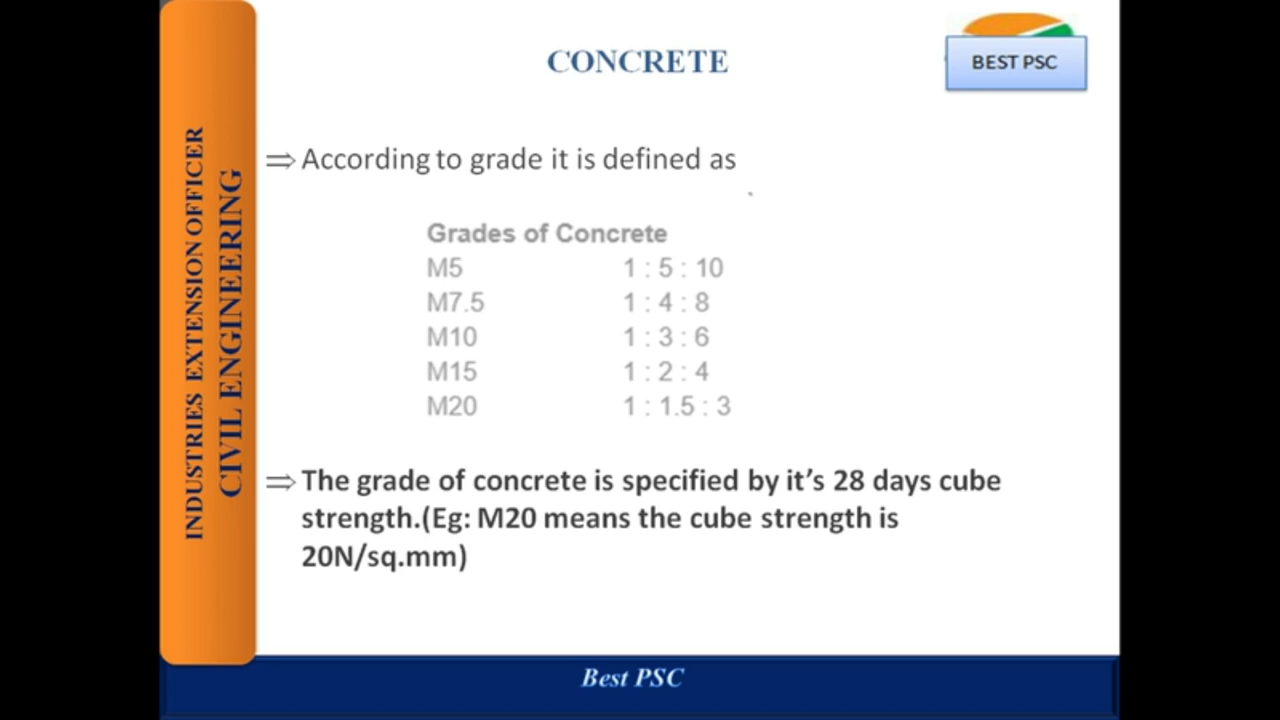 CONCRETE
BEST PSC
INDUSTRIES EXTENSION OFFICER
CIVIL ENGINEERING
⇒ According to grade it is defined as
Grades of Concrete
M5 1 : 5 : 10
M7.5 1 : 4 : 8
M10 1 : 3 : 6
M15 1 : 2 : 4
M20 1 : 1.5 : 3
⇒ The grade of concrete is specified by it’s 28 days cube
strength.(Eg: M20 means the cube strength is
20N/sq.mm)
Best PSC